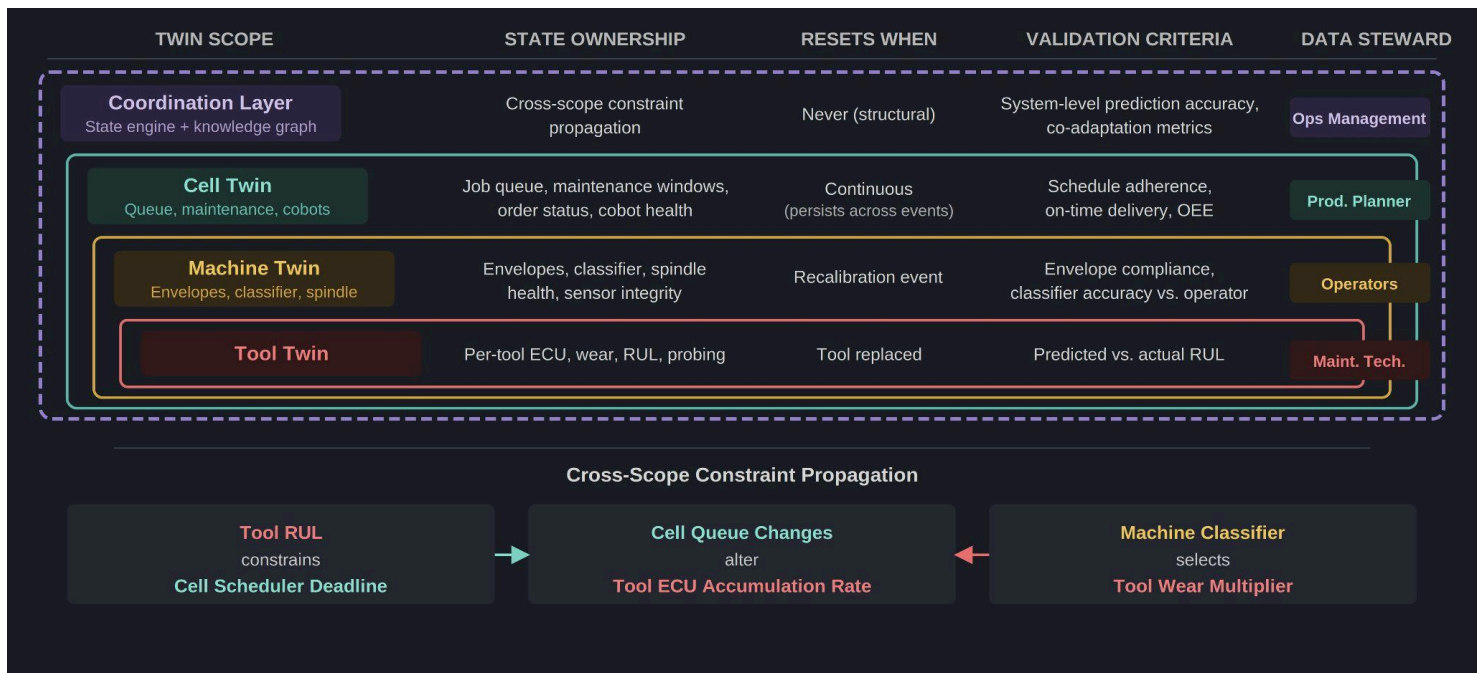 TWIN SCOPE STATE OWNERSHIP RESETS WHEN VALIDATION CRITERIA DATA STEWARD
Coordination Layer
State engine + knowledge graph
Cross-scope constraint
propagation
Never (structural)
System-level prediction accuracy,
co-adaptation metrics
Ops Management
Cell Twin
Queue, maintenance, cobots
Job queue, maintenance windows,
order status, cobot health
Continuous
(persists across events)
Schedule adherence,
on-time delivery, OEE
Prod. Planner
Machine Twin
Envelopes, classifier, spindle
Envelopes, classifier, spindle
health, sensor integrity
Recalibration event
Envelope compliance,
classifier accuracy vs. operator
Operators
Tool Twin
Per-tool ECU, wear, RUL, probing
Tool replaced
Predicted vs. actual RUL
Maint. Tech.
Cross-Scope Constraint Propagation
Tool RUL
constrains
Cell Scheduler Deadline
Cell Queue Changes
alter
Tool ECU Accumulation Rate
Machine Classifier
selects
Tool Wear Multiplier